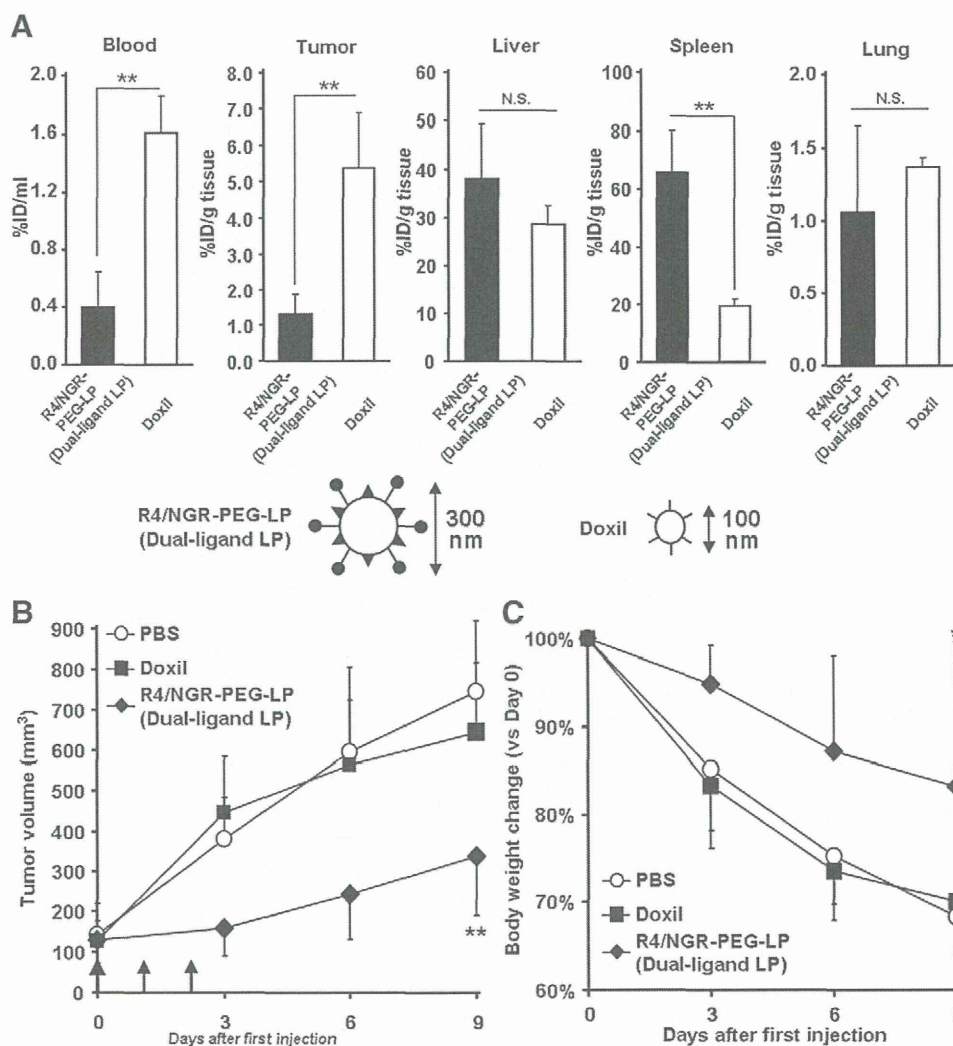 A
Blood
Tumor
Liver
Spleen
Lung
%ID/ml
2.0
1.6
1.2
0.8
0.4
0.0
**
R4/NGR-
PEG-LP
(Dual-ligand LP)
Doxil
%ID/g tissue
8.0
7.0
6.0
5.0
4.0
3.0
2.0
1.0
0.0
**
R4/NGR-
PEG-LP
(Dual-ligand LP)
Doxil
%ID/g tissue
60
50
40
30
20
10
0
N.S.
R4/NGR-
PEG-LP
(Dual-ligand LP)
Doxil
%ID/g tissue
100
80
60
40
20
0
**
R4/NGR-
PEG-LP
(Dual-ligand LP)
Doxil
%ID/g tissue
2.0
1.5
1.0
0.5
0.0
N.S.
R4/NGR-
PEG-LP
(Dual-ligand LP)
Doxil
R4/NGR-PEG-LP
(Dual-ligand LP)
300
nm
Doxil
100
nm
B
Tumor volume (mm³)
900
800
700
600
500
400
300
200
100
0
PBS
Doxil
R4/NGR-PEG-LP
(Dual-ligand LP)
**
0 3 6 9
Days after first injection
C
Body weight change (vs Day 0)
100%
90%
80%
70%
60%
PBS
Doxil
R4/NGR-PEG-LP
(Dual-ligand LP)
0 3 6
Days after first injection